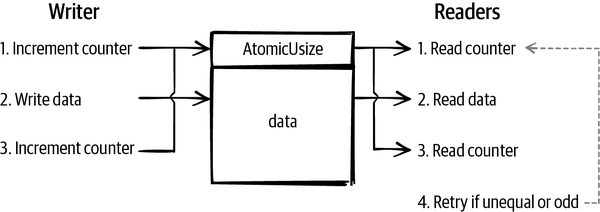 Writer
1. Increment counter
2. Write data
3. Increment counter
AtomicUsize
data
Readers
1. Read counter
2. Read data
3. Read counter
4. Retry if unequal or odd